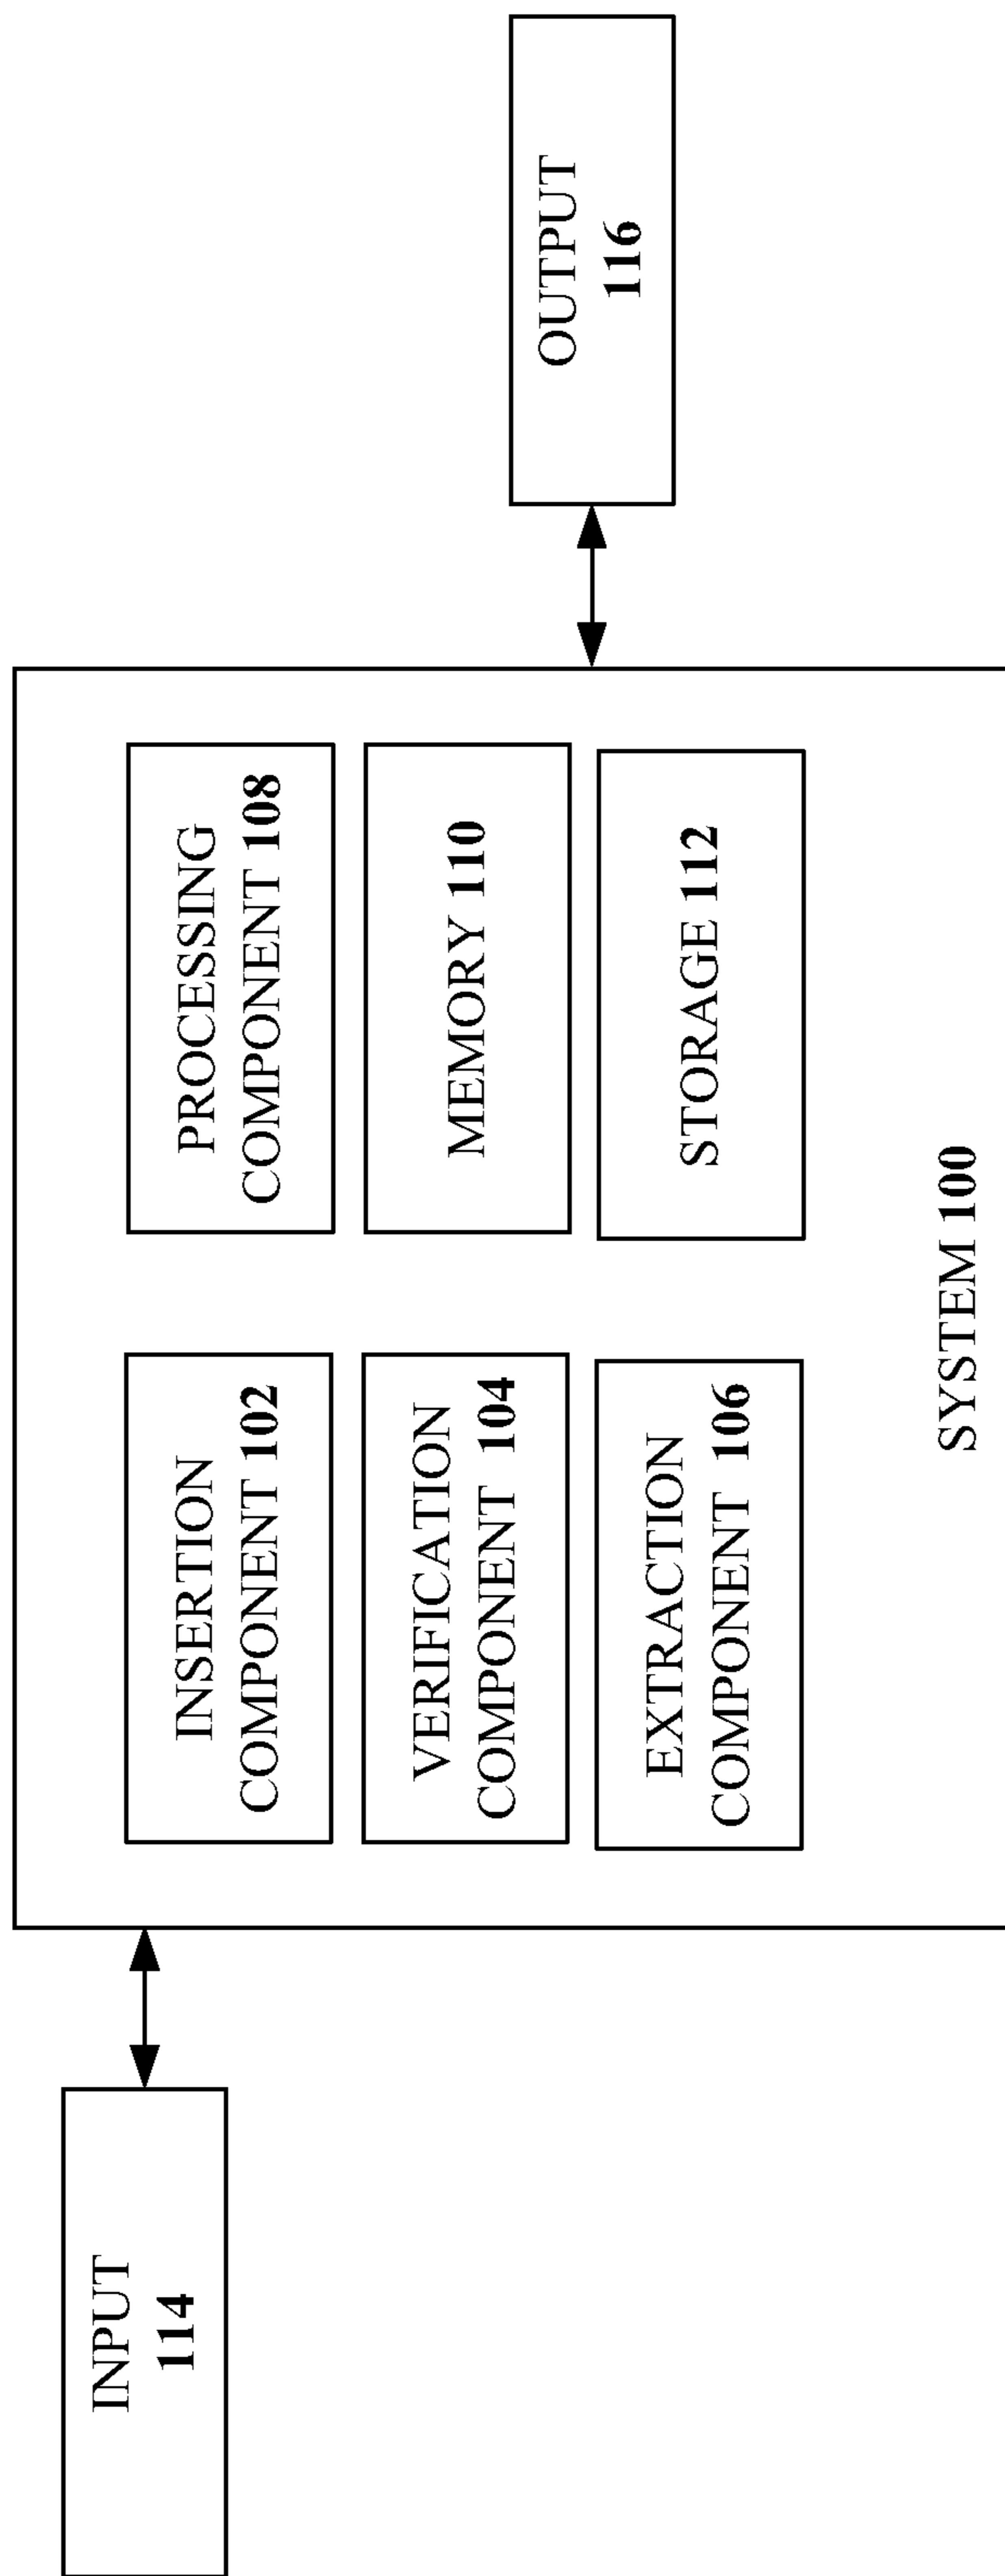 INPUT
114
INSERTION
COMPONENT 102
VERIFICATION
COMPONENT 104
EXTRACTION
COMPONENT 106
PROCESSING
COMPONENT 108
MEMORY 110
STORAGE 112
SYSTEM 100
OUTPUT
116